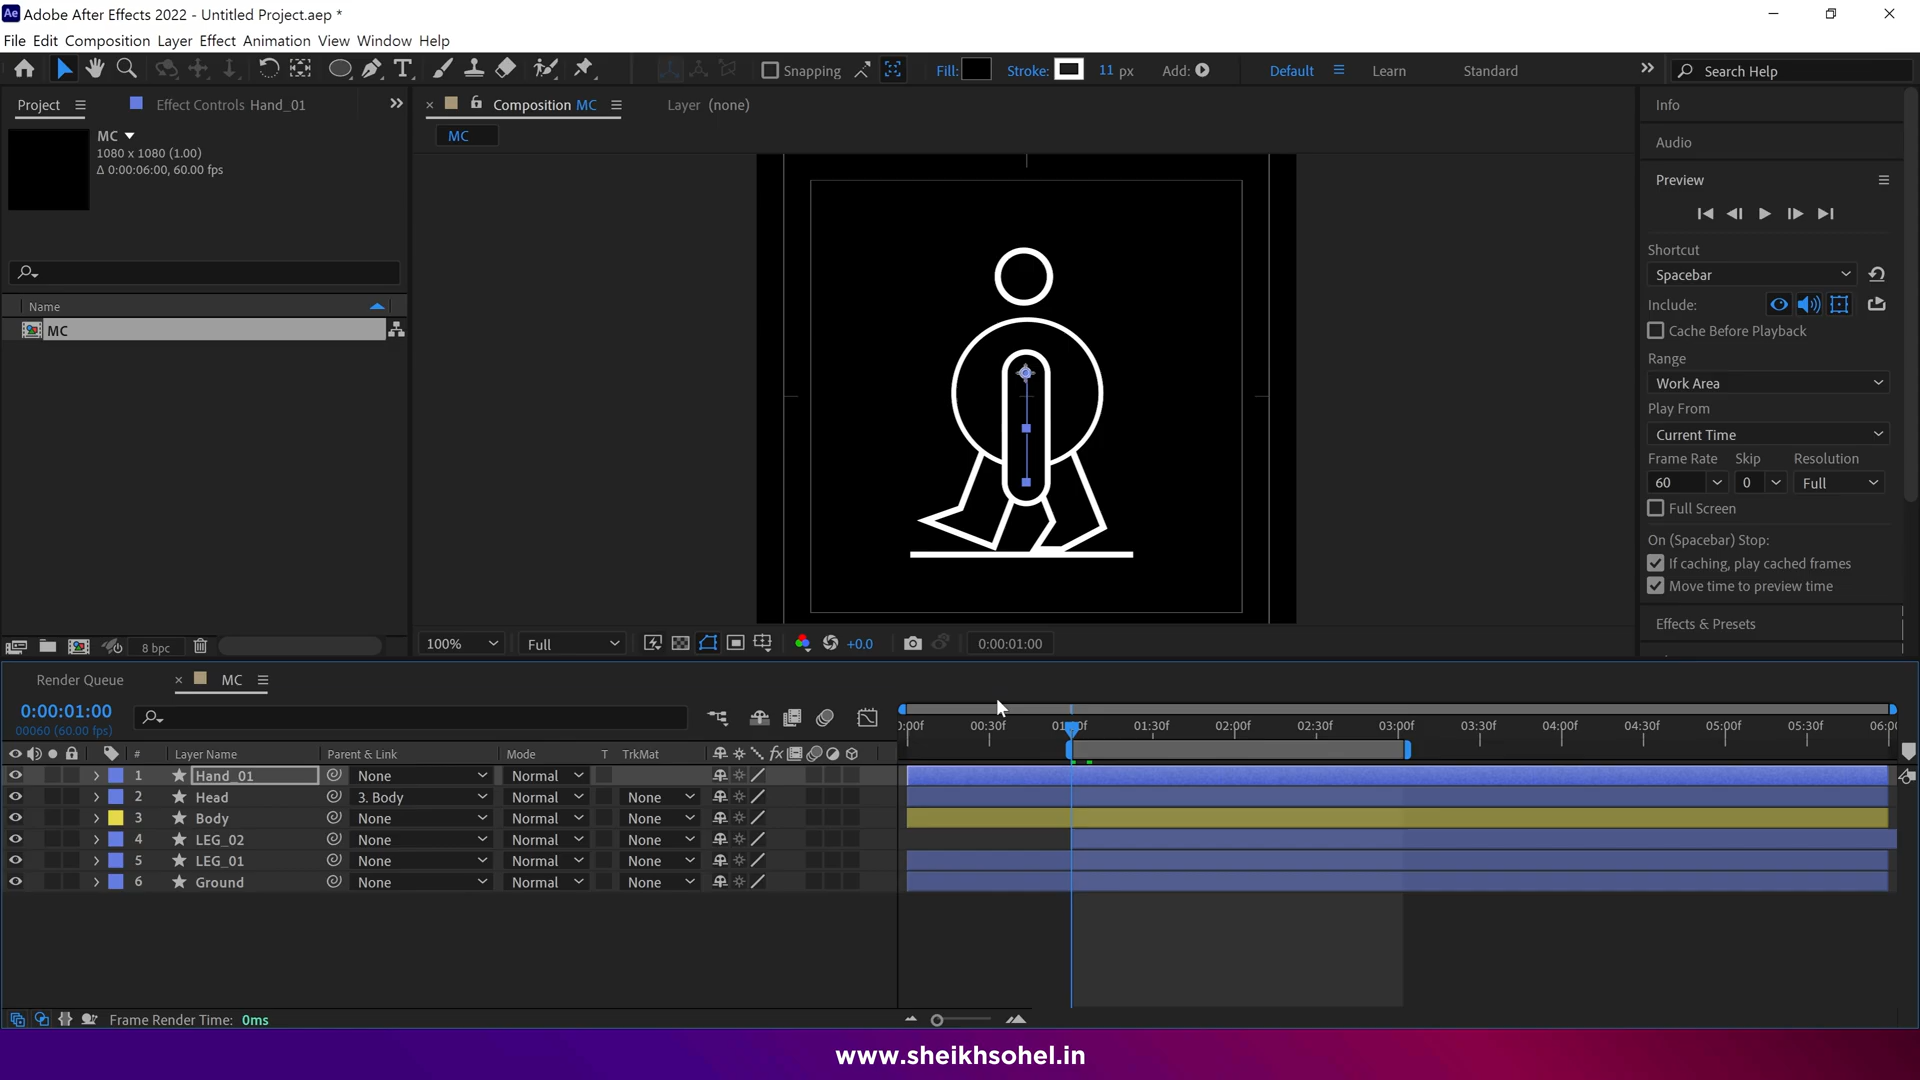 Adobe After Effects 2022 - Untitled Project.aep *
File Edit Composition Layer Effect Animation View Window Help
Snapping
Fill:
Stroke:
11 px
Add:
Default
Learn
Standard
Search Help
Project
Effect Controls Hand_01
Composition MC
Layer (none)
MC
MC
1080 x 1080 (1.00)
Δ 0:00:06:00, 60.00 fps
Name
MC
8 bpc
100%
Full
+0.0
0:00:01:00
Info
Audio
Preview
Shortcut
Spacebar
Include:
Cache Before Playback
Range
Work Area
Play From
Current Time
Frame Rate Skip Resolution
60 0 Full
Full Screen
On (Spacebar) Stop:
If caching, play cached frames
Move time to preview time
Effects & Presets
Render Queue
MC
0:00:01:00
00060 (60.00 fps)
0:00f 00:30f 01:00f 01:30f 02:00f 02:30f 03:00f 03:30f 04:00f 04:30f 05:00f 05:30f 06:00
# Layer Name Parent & Link Mode T TrkMat fx
1 Hand_01 None Normal
2 Head 3. Body Normal None
3 Body None Normal None
4 LEG_02 None Normal None
5 LEG_01 None Normal None
6 Ground None Normal None
Frame Render Time: 0ms
www.sheikhsohel.in